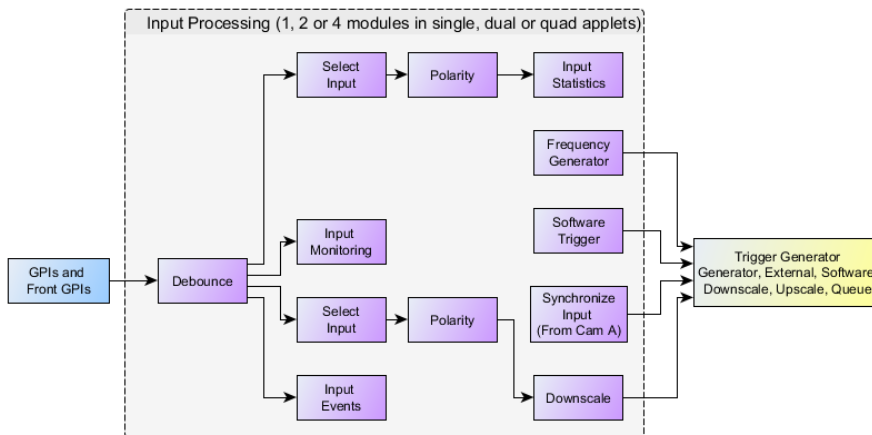 Input Processing (1, 2 or 4 modules in single, dual or quad applets)
Select
Input
Polarity
Input
Statistics
Frequency
Generator
Input
Monitoring
Software
Trigger
GPIs and
Front GPIs
Debounce
Select
Input
Polarity
Synchronize
Input
(From Cam A)
Trigger Generator
Generator, External, Software
Downscale, Upscale, Queue
Input
Events
Downscale